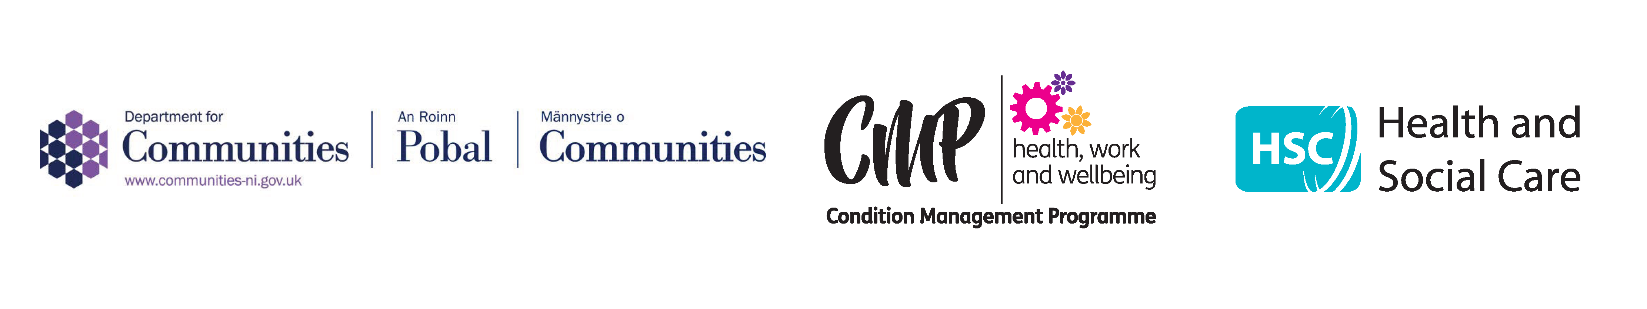 Department for
Communities
www.communities-ni.gov.uk
An Roinn
Pobal
Männystrie o
Communities
CMP
health, work
and wellbeing
Condition Management Programme
HSC
Health and
Social Care